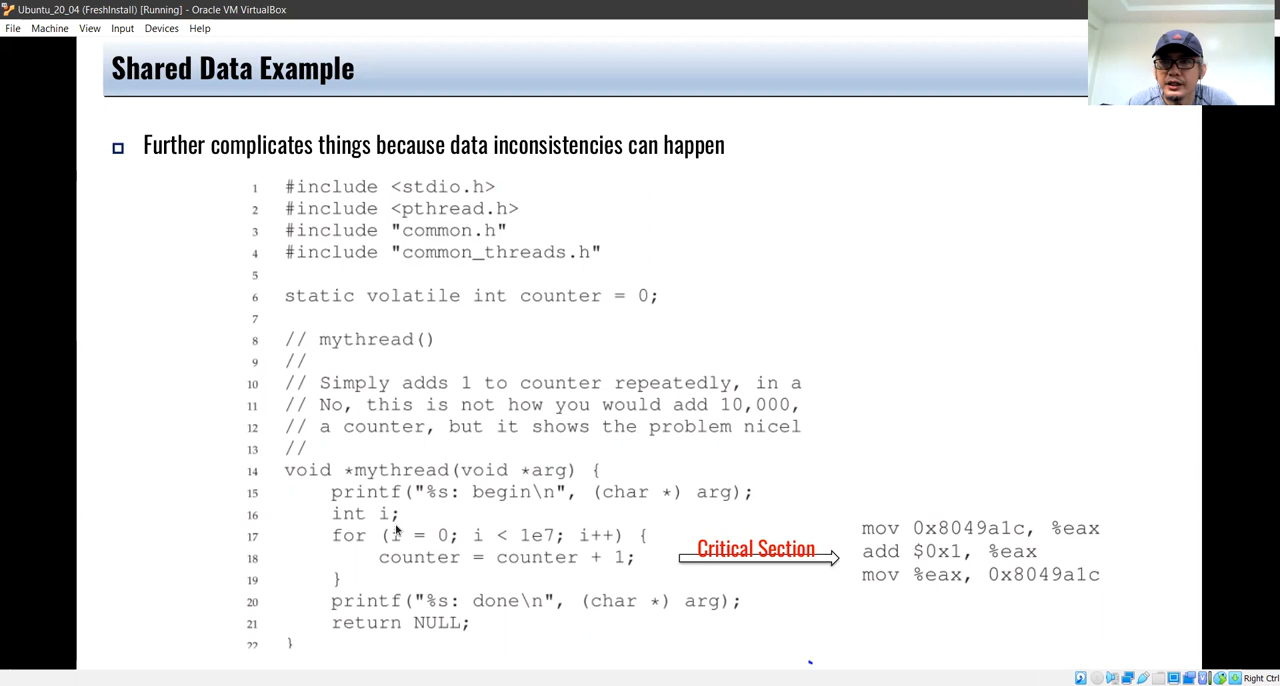 Ubuntu_20_04 (FreshInstall) [Running] - Oracle VM VirtualBox
File Machine View Input Devices Help
Shared Data Example
Further complicates things because data inconsistencies can happen
1 #include <stdio.h>
2 #include <pthread.h>
3 #include "common.h"
4 #include "common_threads.h"
5
6 static volatile int counter = 0;
7
8 // mythread()
9 //
10 // Simply adds 1 to counter repeatedly, in a
11 // No, this is not how you would add 10,000,
12 // a counter, but it shows the problem nicel
13 //
14 void *mythread(void *arg) {
15 printf("%s: begin\n", (char *) arg);
16 int i;
17 for (i = 0; i < 1e7; i++) {
18 counter = counter + 1;
19 }
20 printf("%s: done\n", (char *) arg);
21 return NULL;
22 }
Critical Section
mov 0x8049a1c, %eax
add $0x1, %eax
mov %eax, 0x8049a1c
Right Ctrl